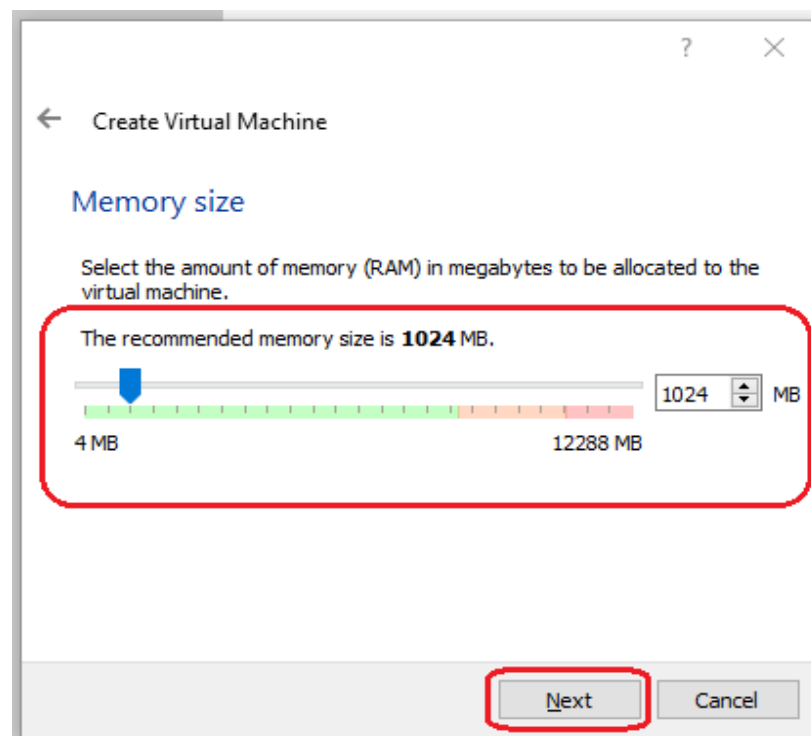 ?
Create Virtual Machine
Memory size
Select the amount of memory (RAM) in megabytes to be allocated to the
virtual machine.
The recommended memory size is 1024 MB.
1024 MB
4 MB 12288 MB
Next Cancel